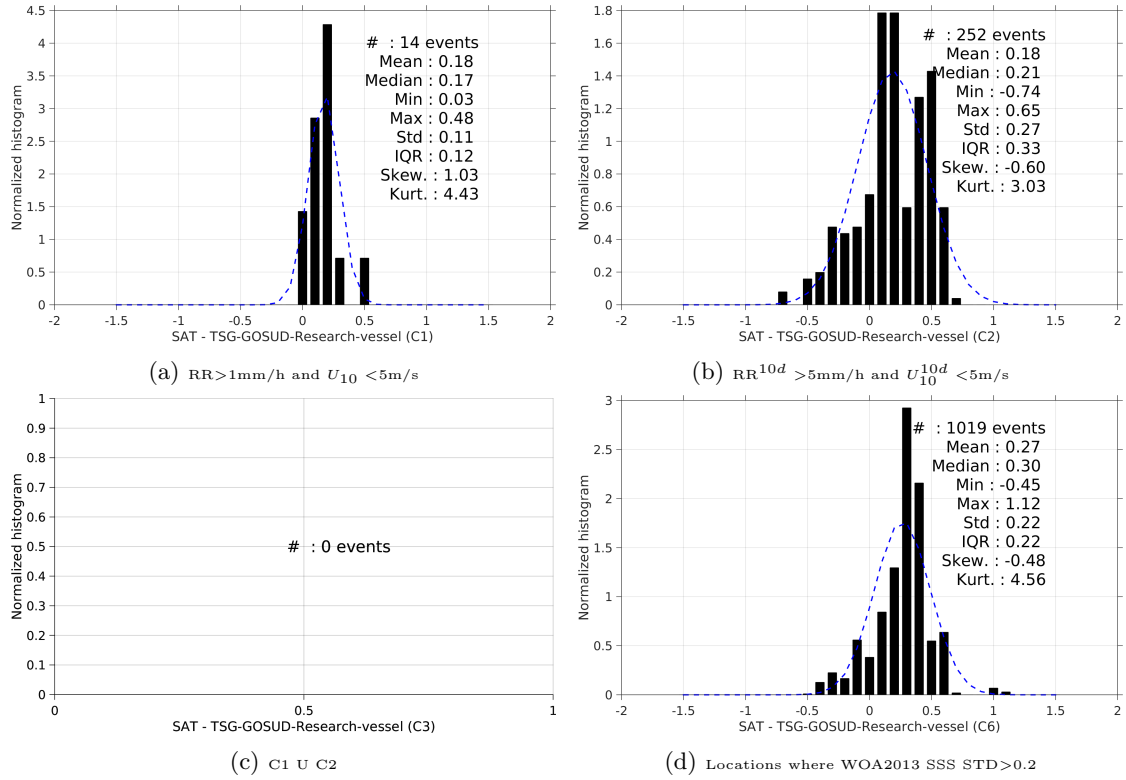 4.5
4
3.5
3
2.5
2
1.5
1
0.5
0
Normalized histogram
# : 14 events
Mean : 0.18
Median : 0.17
Min : 0.03
Max : 0.48
Std : 0.11
IQR : 0.12
Skew. : 1.03
Kurt. : 4.43
-2 -1.5 -1 -0.5 0 0.5 1 1.5 2
SAT - TSG-GOSUD-Research-vessel (C1)
(a) RR>1mm/h and U10 <5m/s
1.8
1.6
1.4
1.2
1
0.8
0.6
0.4
0.2
0
Normalized histogram
# : 252 events
Mean : 0.18
Median : 0.21
Min : -0.74
Max : 0.65
Std : 0.27
IQR : 0.33
Skew. : -0.60
Kurt. : 3.03
-2 -1.5 -1 -0.5 0 0.5 1 1.5 2
SAT - TSG-GOSUD-Research-vessel (C2)
(b) RR10d >5mm/h and U10 10d <5m/s
1
0.9
0.8
0.7
0.6
0.5
0.4
0.3
0.2
0.1
0
Normalized histogram
# : 0 events
0 0.5 1
SAT - TSG-GOSUD-Research-vessel (C3)
(c) C1 U C2
3
2.5
2
1.5
1
0.5
0
Normalized histogram
# : 1019 events
Mean : 0.27
Median : 0.30
Min : -0.45
Max : 1.12
Std : 0.22
IQR : 0.22
Skew. : -0.48
Kurt. : 4.56
-2 -1.5 -1 -0.5 0 0.5 1 1.5 2
SAT - TSG-GOSUD-Research-vessel (C6)
(d) Locations where WOA2013 SSS STD>0.2